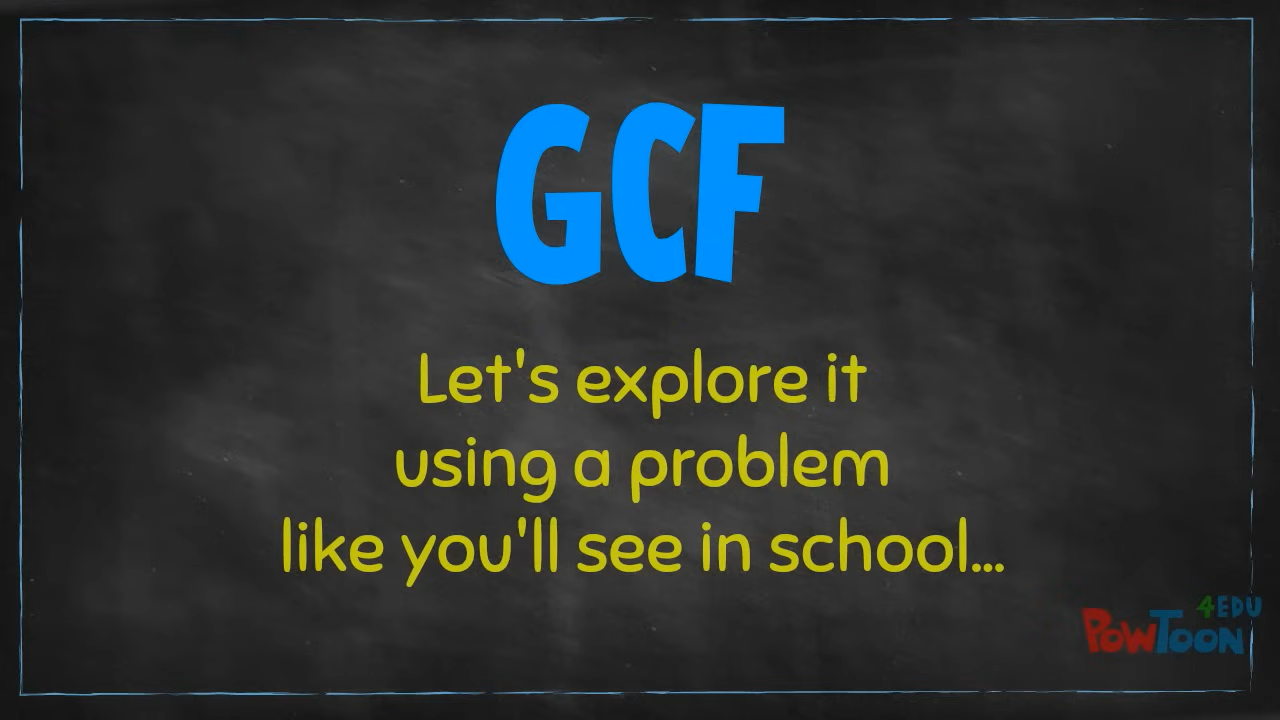 GCF
Let's explore it
using a problem
like you'll see in school...
4EDU
POWTOON